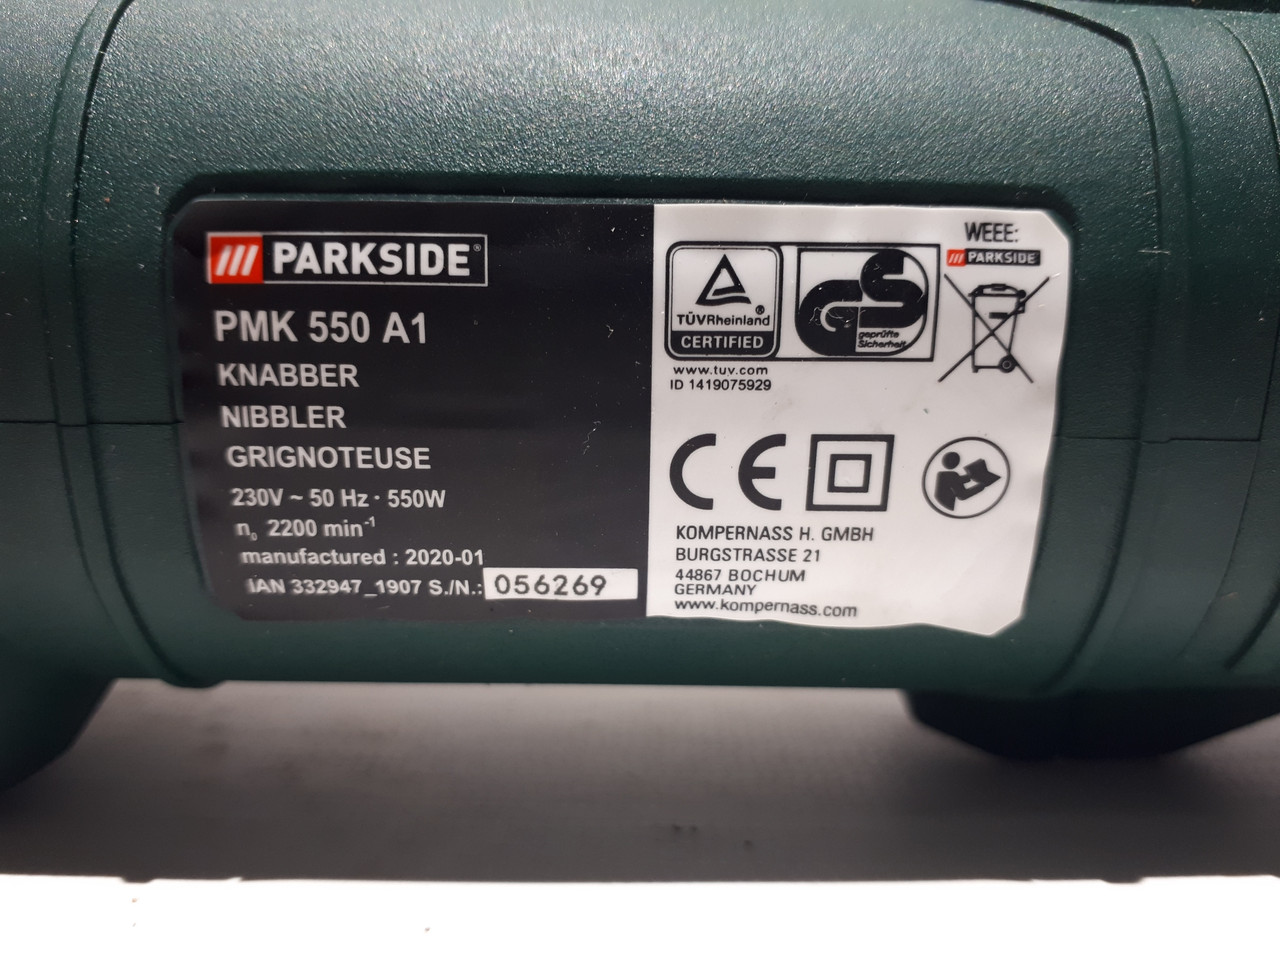 PARKSIDE®
PMK 550 A1
KNABBER
NIBBLER
GRIGNOTEUSE
230V ~ 50 Hz · 550W
n₀ 2200 min⁻¹
manufactured : 2020-01
IAN 332947_1907 S./N.: 056269
TÜVRheinland®
CERTIFIED
GS
geprüfte
Sicherheit
www.tuv.com
ID 1419075929
WEEE:
PARKSIDE
CE
KOMPERNASS H. GMBH
BURGSTRASSE 21
44867 BOCHUM
GERMANY
www.kompernass.com